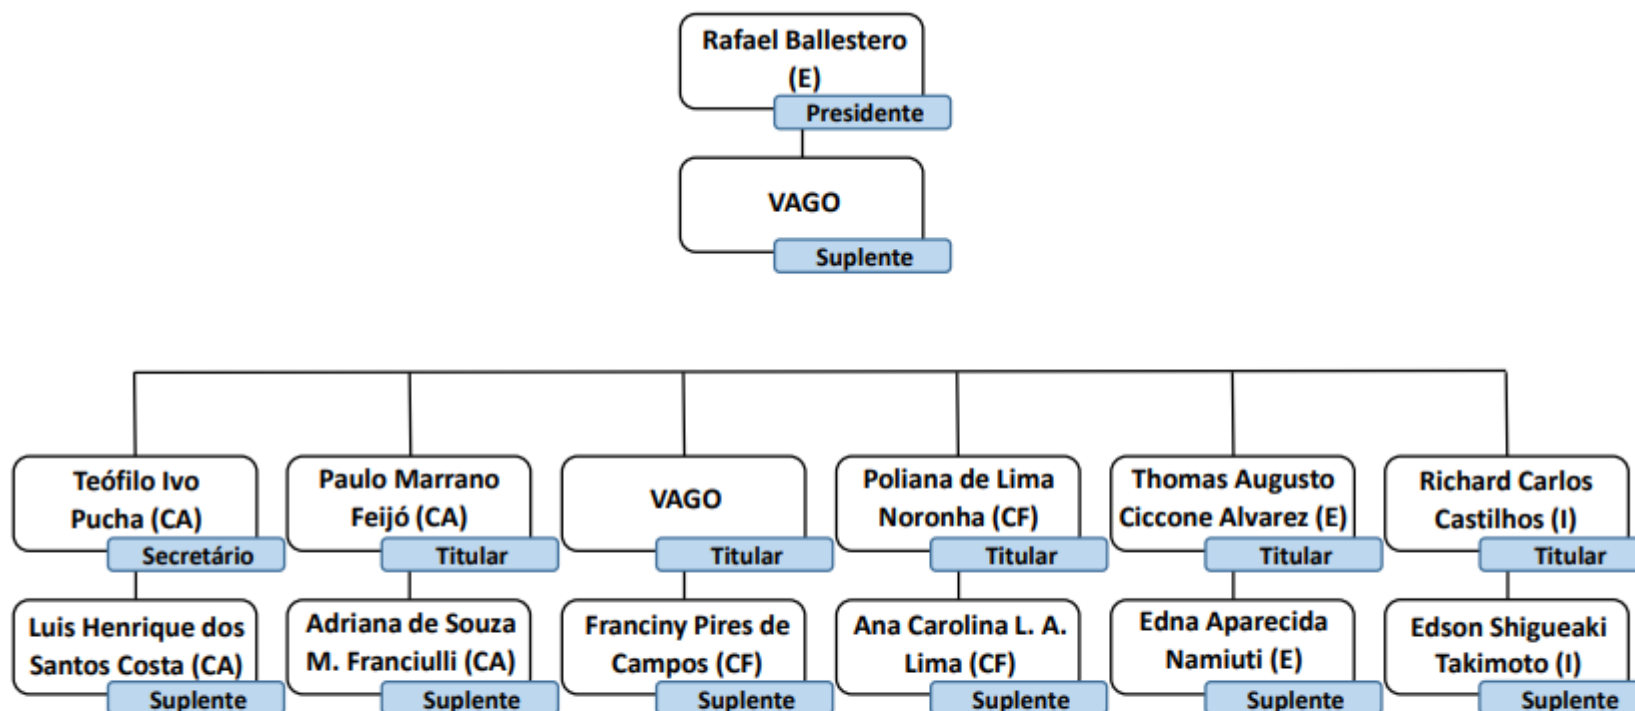 Rafael Ballestero
(E)
Presidente
VAGO
Suplente
Teófilo Ivo
Pucha (CA)
Secretário
Paulo Marrano
Feijó (CA)
Titular
VAGO
Titular
Poliana de Lima
Noronha (CF)
Titular
Thomas Augusto
Ciccone Alvarez (E)
Titular
Richard Carlos
Castilhos (I)
Titular
Luis Henrique dos
Santos Costa (CA)
Suplente
Adriana de Souza
M. Franciulli (CA)
Suplente
Franciny Pires de
Campos (CF)
Suplente
Ana Carolina L. A.
Lima (CF)
Suplente
Edna Aparecida
Namiuti (E)
Suplente
Edson Shigueaki
Takimoto (I)
Suplente